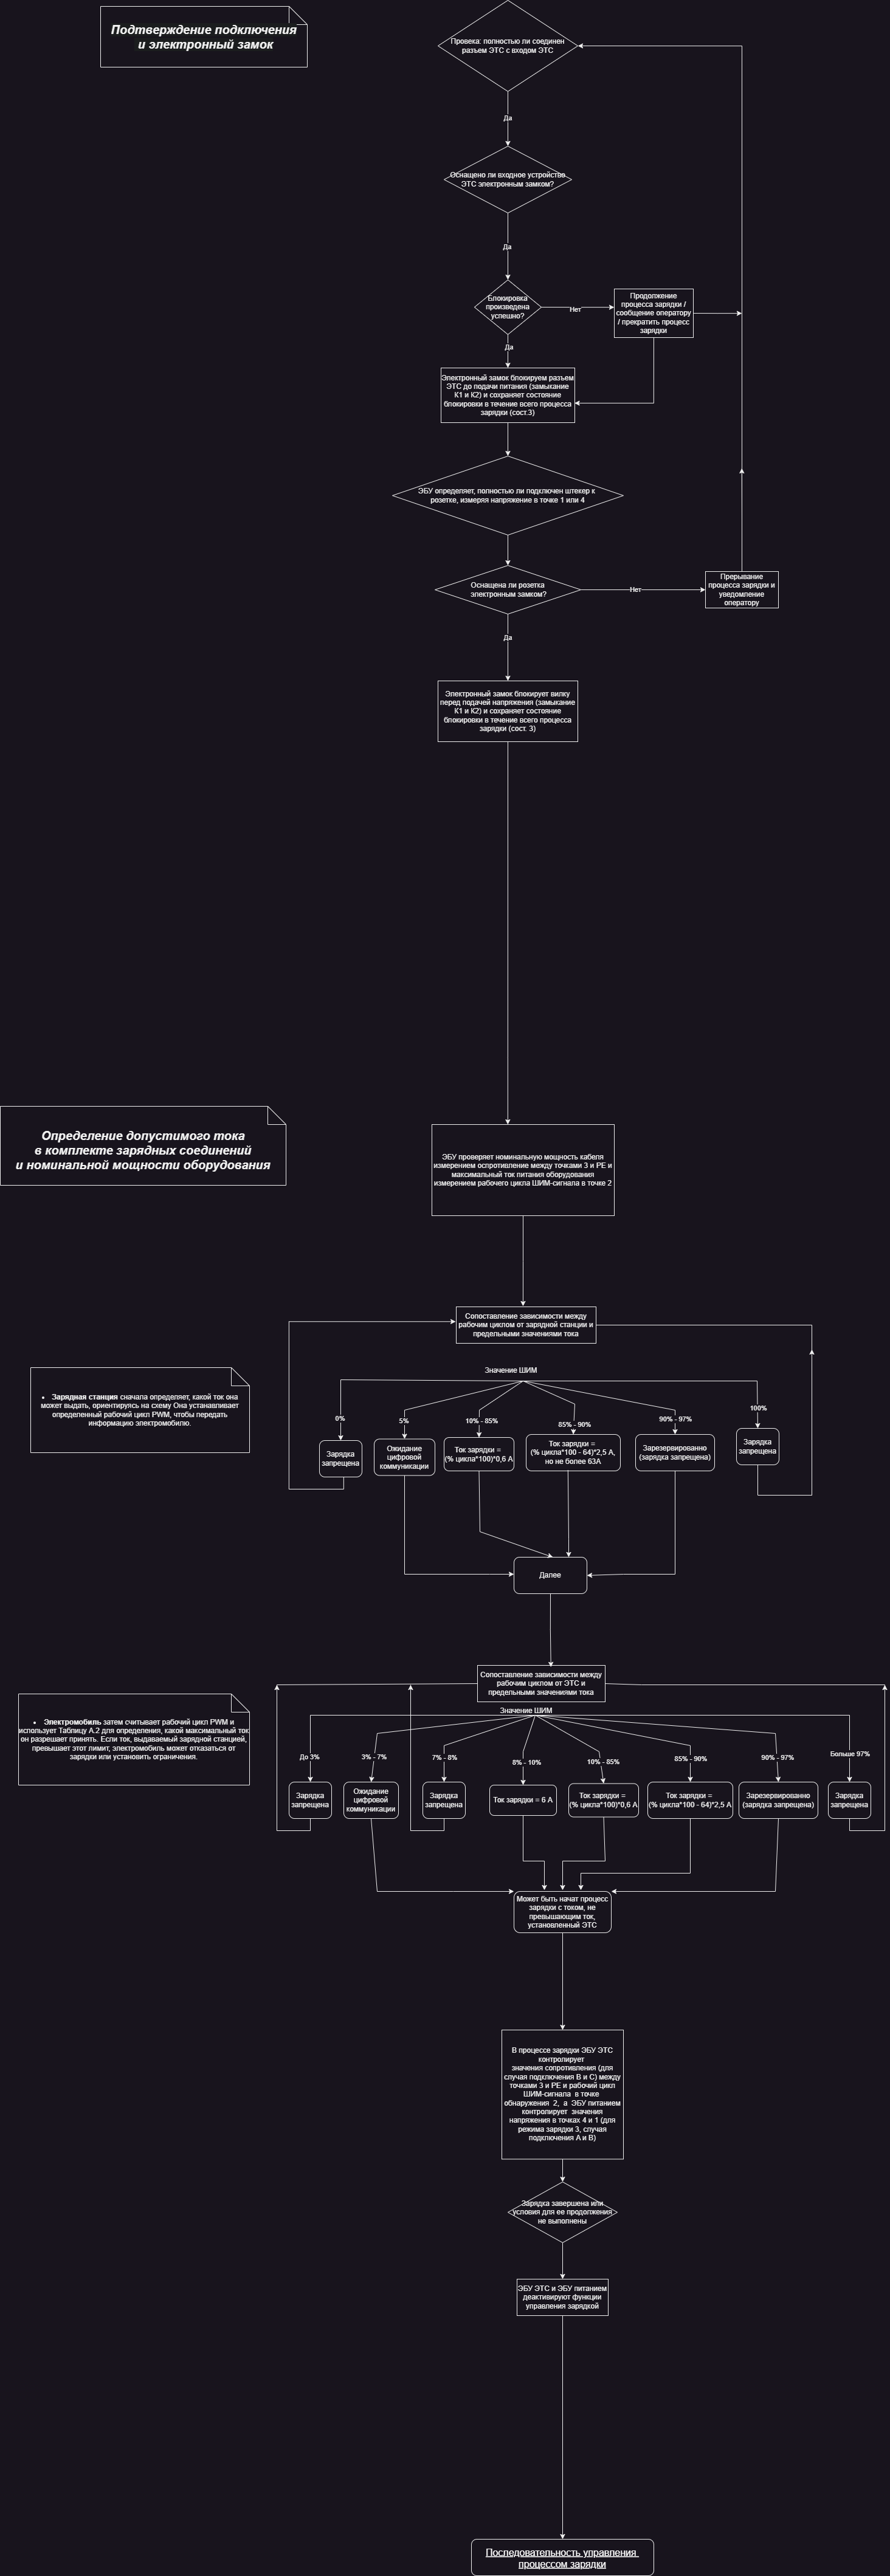 Подтверждение подключения
и электронный замок
Провека: полностью ли соединен
разъем ЭТС с входом ЭТС
Да
Оснащено ли входное устройство
ЭТС электронным замком?
Да
Блокировка
произведена
успешно?
Нет
Продолжение
процесса зарядки /
сообщение оператору
/ прекратить процесс
зарядки
Да
Электронный замок блокируем разъем
ЭТС до подачи питания (замыкание
К1 и К2) и сохраняет состояние
блокировки в течение всего процесса
зарядки (сост.3)
ЭБУ определяет, полностью ли подключен штекер к
розетке, измеряя напряжение в точке 1 или 4
Оснащена ли розетка
электронным замком?
Нет
Прерывание
процесса зарядки и
уведомление
оператору
Да
Электронный замок блокирует вилку
перед подачей напряжения (замыкание
К1 и К2) и сохраняет состояние
блокировки в течение всего процесса
зарядки (сост. 3)
Определение допустимого тока
в комплекте зарядных соединений
и номинальной мощности оборудования
ЭБУ проверяет номинальную мощность кабеля
измерением оспротивление между точками 3 и PE и
максимальный ток питания оборудования
измерением рабочего цикла ШИМ-сигнала в точке 2
Сопоставление зависимости между
рабочим циклом от зарядной станции и
предельными значениями тока
• Зарядная станция сначала определяет, какой ток она
может выдать, ориентируясь на схему Она устанавливает
определенный рабочий цикл PWM, чтобы передать
информацию электромобилю.
Значение ШИМ
0%
5%
10% - 85%
85% - 90%
90% - 97%
100%
Зарядка
запрещена
Ожидание
цифровой
коммуникации
Ток зарядки =
(% цикла*100)*0,6 А
Ток зарядки =
(% цикла*100 - 64)*2,5 А,
но не более 63А
Зарезервированно
(зарядка запрещена)
Зарядка
запрещена
Далее
Сопоставление зависимости между
рабочим циклом от ЭТС и
предельными значениями тока
• Электромобиль затем считывает рабочий цикл PWM и
использует Таблицу А.2 для определения, какой максимальный ток
он разрешает принять. Если ток, выдаваемый зарядной станцией,
превышает этот лимит, электромобиль может отказаться от
зарядки или установить ограничения.
Значение ШИМ
До 3%
3% - 7%
7% - 8%
8% - 10%
10% - 85%
85% - 90%
90% - 97%
Больше 97%
Зарядка
запрещена
Ожидание
цифровой
коммуникации
Зарядка
запрещена
Ток зарядки = 6 А
Ток зарядки =
(% цикла*100)*0,6 А
Ток зарядки =
(% цикла*100 - 64)*2,5 А
Зарезервированно
(зарядка запрещена)
Зарядка
запрещена
Может быть начат процесс
зарядки с током, не
превышающим ток,
установленный ЭТС
В процессе зарядки ЭБУ ЭТС
контролирует
значения сопротивления (для
случая подключения B и C) между
точками 3 и PE и рабочий цикл
ШИМ-сигнала в точке
обнаружения 2, а ЭБУ питанием
контролирует значения
напряжения в точках 4 и 1 (для
режима зарядки 3, случая
подключения A и B)
Зарядка завершена или
условия для ее продолжения
не выполнены
ЭБУ ЭТС и ЭБУ питанием
деактивируют функции
управления зарядкой
Последовательность управления
процессом зарядки